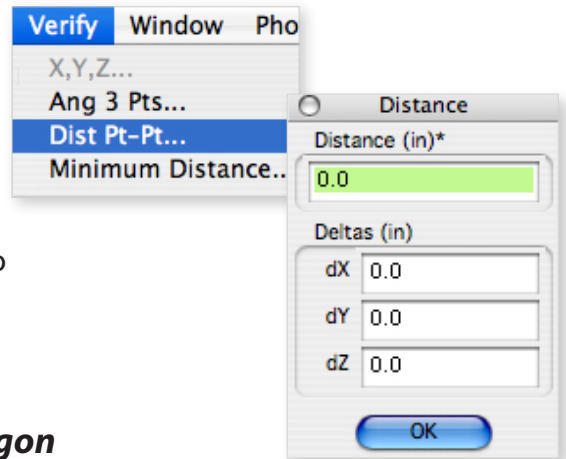 Verify Window Pho
X,Y,Z...
Ang 3 Pts...
Dist Pt-Pt...
Minimum Distance..
Distance
Distance (in)*
0.0
Deltas (in)
dX 0.0
dY 0.0
dZ 0.0
OK
o
gon